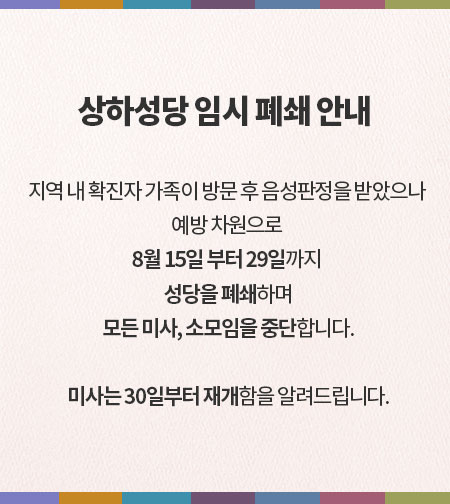 상하성당 임시 폐쇄 안내
지역 내 확진자 가족이 방문 후 음성판정을 받았으나
예방 차원으로
8월 15일 부터 29일까지
성당을 폐쇄하며
모든 미사, 소모임을 중단합니다.
미사는 30일부터 재개함을 알려드립니다.